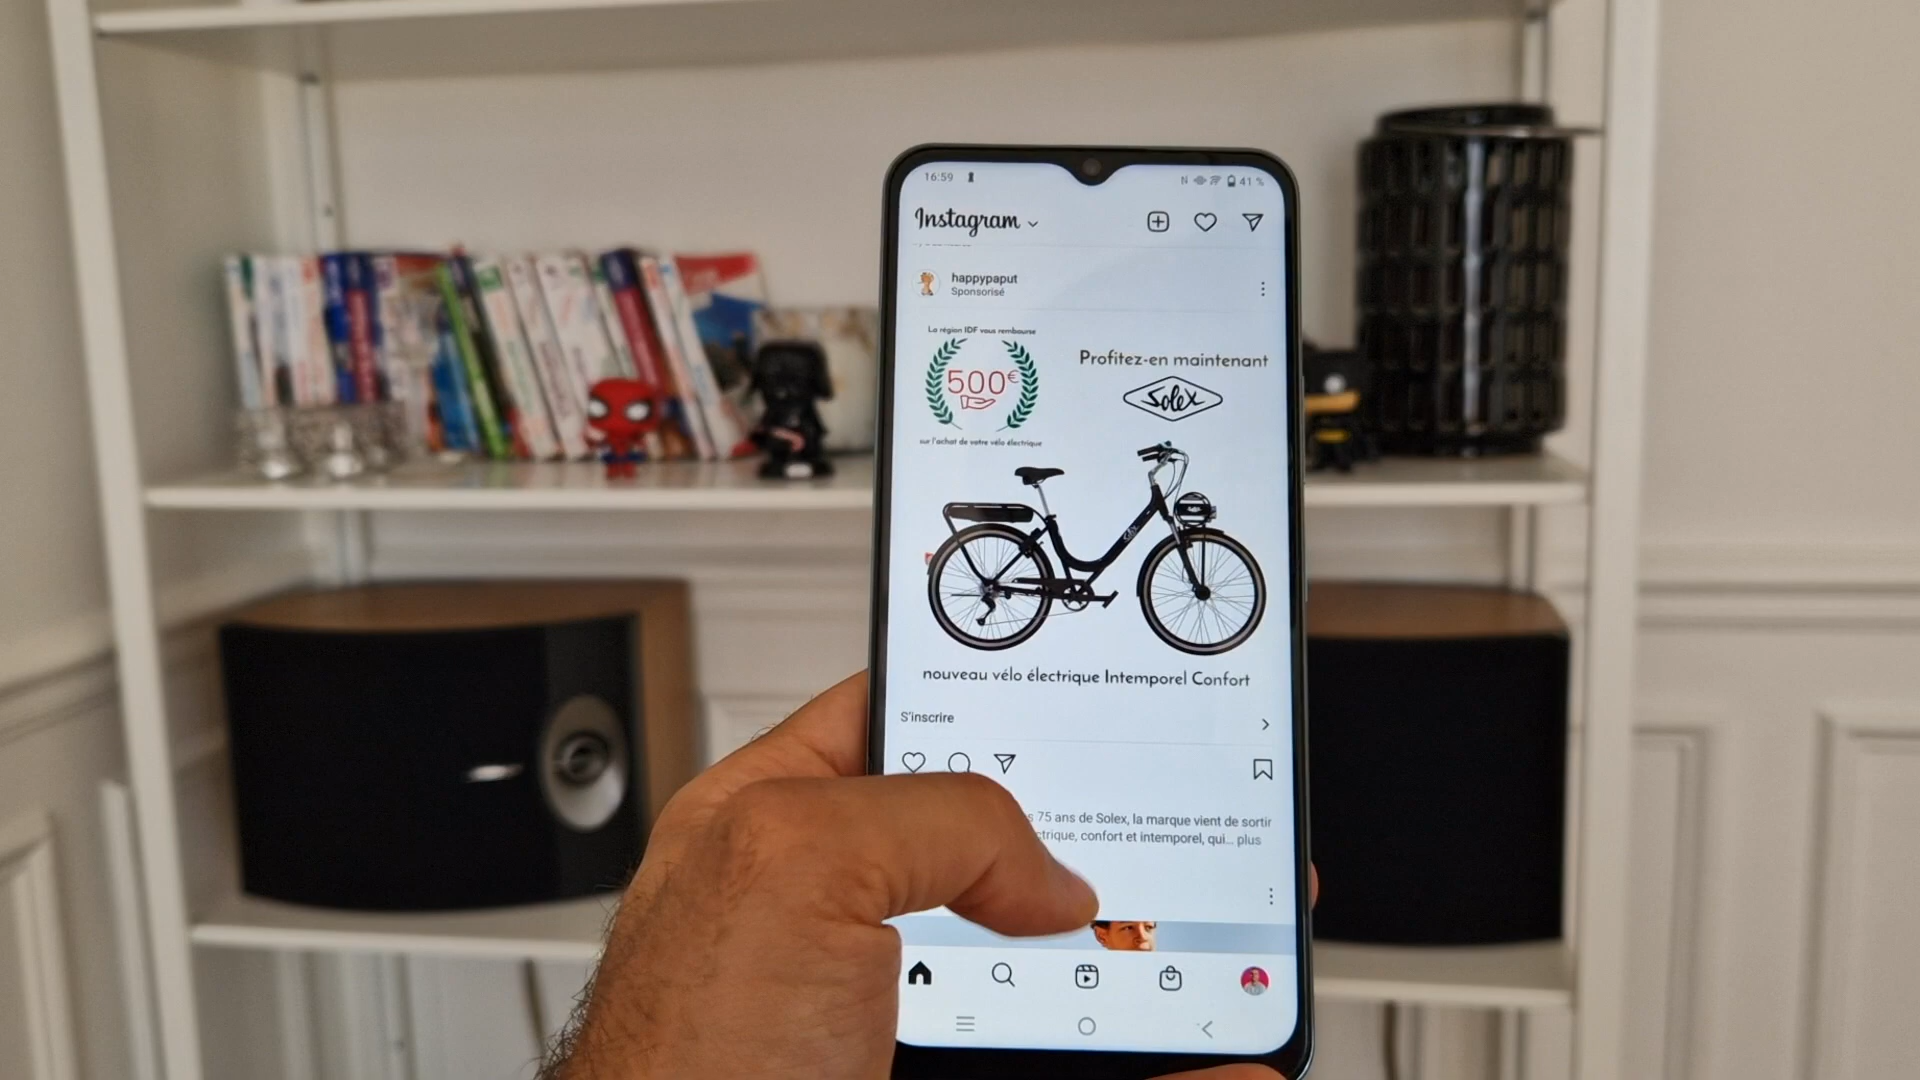 16:59
N 41 %
Instagram
happypaput
Sponsorisé
La région IDF vous rembourse
500€
sur l'achat de votre vélo électrique
Profitez-en maintenant
Solex
Solex
nouveau vélo électrique Intemporel Confort
S'inscrire
75 ans de Solex, la marque vient de sortir
confort et intemporel, qui... plus